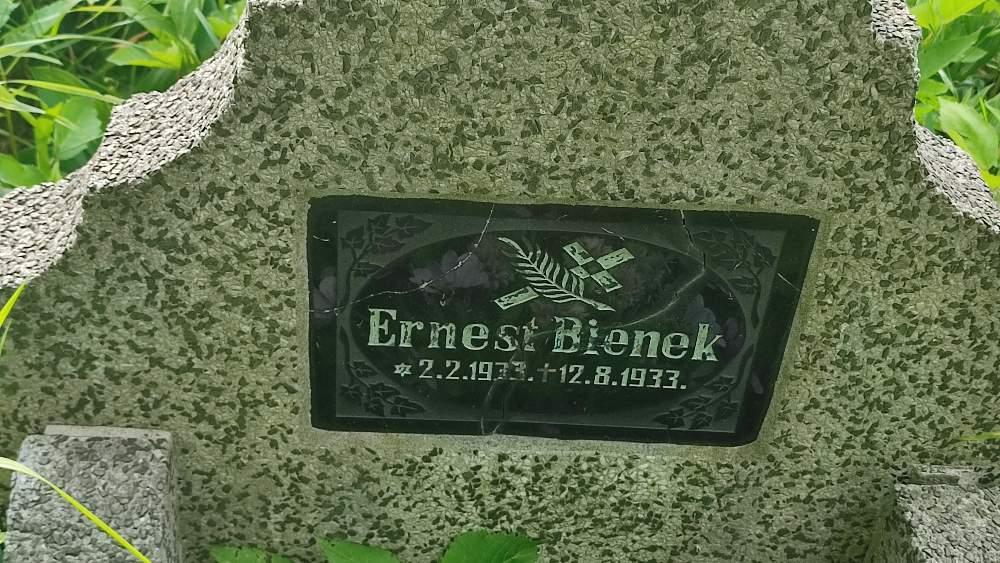 Ernest Bienek
* 2.2.1933. † 12.8.1933.